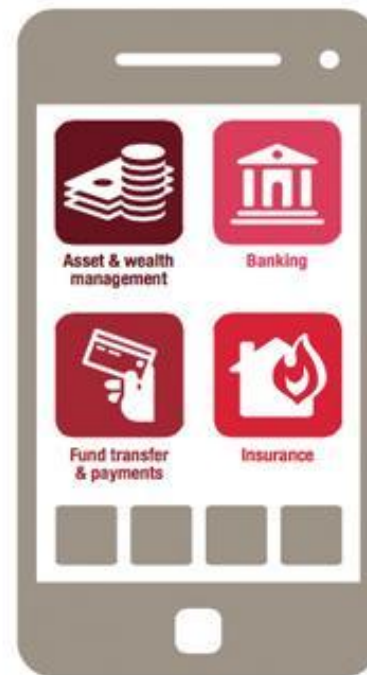 Asset & wealth
management
Banking
Fund transfer
& payments
Insurance